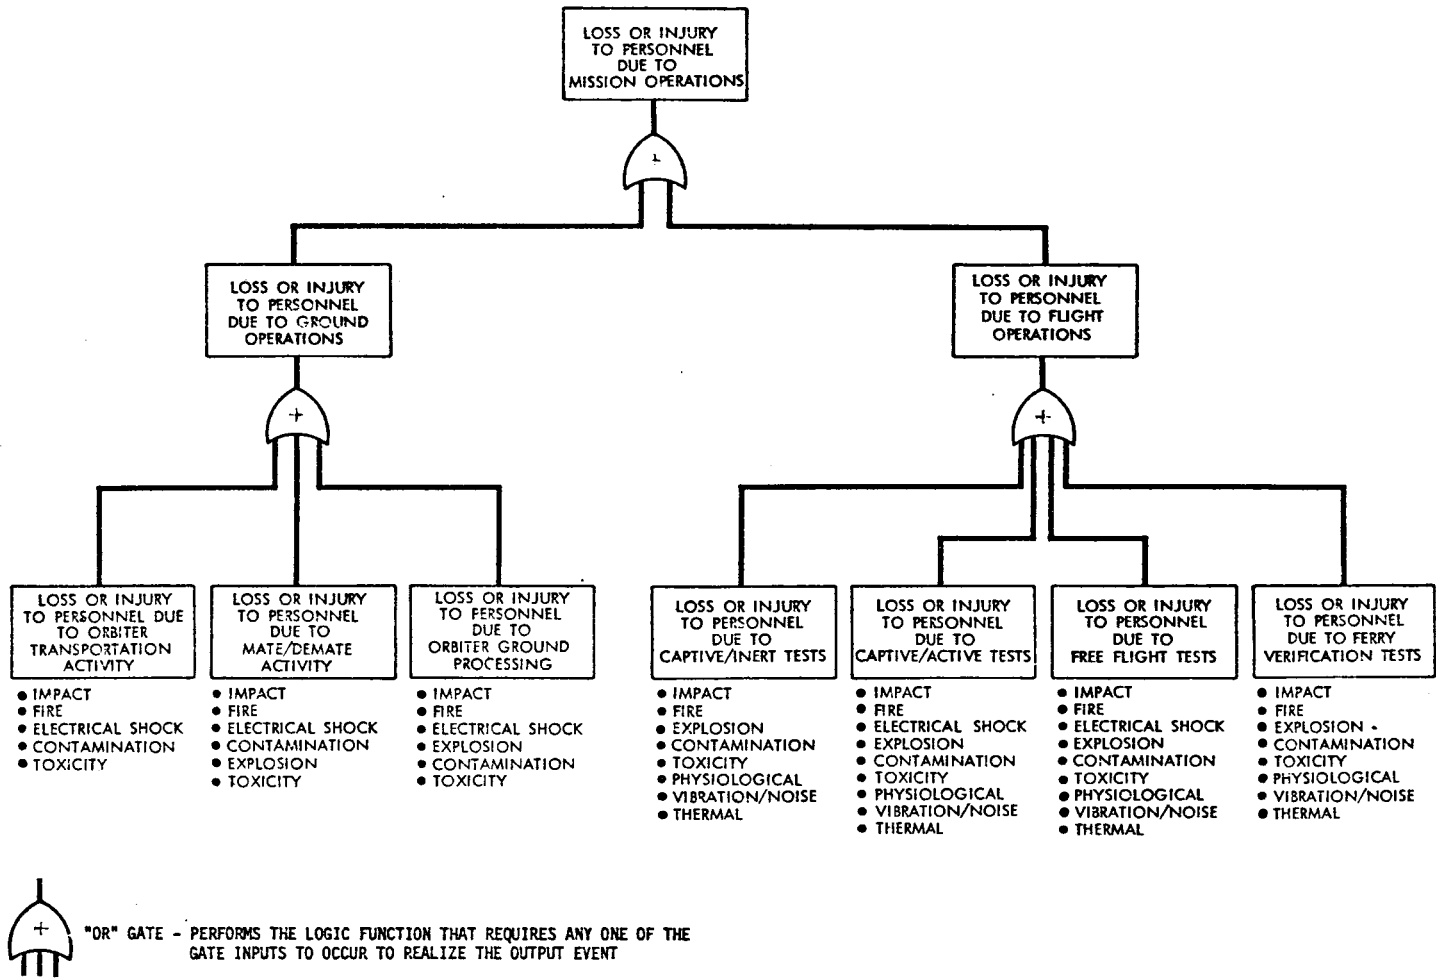 LOSS OR INJURY
TO PERSONNEL
DUE TO
MISSION OPERATIONS
+
LOSS OR INJURY
TO PERSONNEL
DUE TO GROUND
OPERATIONS
LOSS OR INJURY
TO PERSONNEL
DUE TO FLIGHT
OPERATIONS
+
+
LOSS OR INJURY
TO PERSONNEL DUE
TO ORBITER
TRANSPORTATION
ACTIVITY
• IMPACT
• FIRE
• ELECTRICAL SHOCK
• CONTAMINATION
• TOXICITY
LOSS OR INJURY
TO PERSONNEL
DUE TO
MATE/DEMATE
ACTIVITY
• IMPACT
• FIRE
• ELECTRICAL SHOCK
• CONTAMINATION
• EXPLOSION
• TOXICITY
LOSS OR INJURY
TO PERSONNEL
DUE TO
ORBITER GROUND
PROCESSING
• IMPACT
• FIRE
• ELECTRICAL SHOCK
• EXPLOSION
• CONTAMINATION
• TOXICITY
LOSS OR INJURY
TO PERSONNEL
DUE TO
CAPTIVE/INERT TESTS
• IMPACT
• FIRE
• EXPLOSION
• CONTAMINATION
• TOXICITY
• PHYSIOLOGICAL
• VIBRATION/NOISE
• THERMAL
LOSS OR INJURY
TO PERSONNEL
DUE TO
CAPTIVE/ACTIVE TESTS
• IMPACT
• FIRE
• ELECTRICAL SHOCK
• EXPLOSION
• CONTAMINATION
• TOXICITY
• PHYSIOLOGICAL
• VIBRATION/NOISE
• THERMAL
LOSS OR INJURY
TO PERSONNEL
DUE TO
FREE FLIGHT TESTS
• IMPACT
• FIRE
• ELECTRICAL SHOCK
• EXPLOSION
• CONTAMINATION
• TOXICITY
• PHYSIOLOGICAL
• VIBRATION/NOISE
• THERMAL
LOSS OR INJURY
TO PERSONNEL
DUE TO FERRY
VERIFICATION TESTS
• IMPACT
• FIRE
• EXPLOSION
• CONTAMINATION
• TOXICITY
• PHYSIOLOGICAL
• VIBRATION/NOISE
• THERMAL
+
"OR" GATE - PERFORMS THE LOGIC FUNCTION THAT REQUIRES ANY ONE OF THE
GATE INPUTS TO OCCUR TO REALIZE THE OUTPUT EVENT